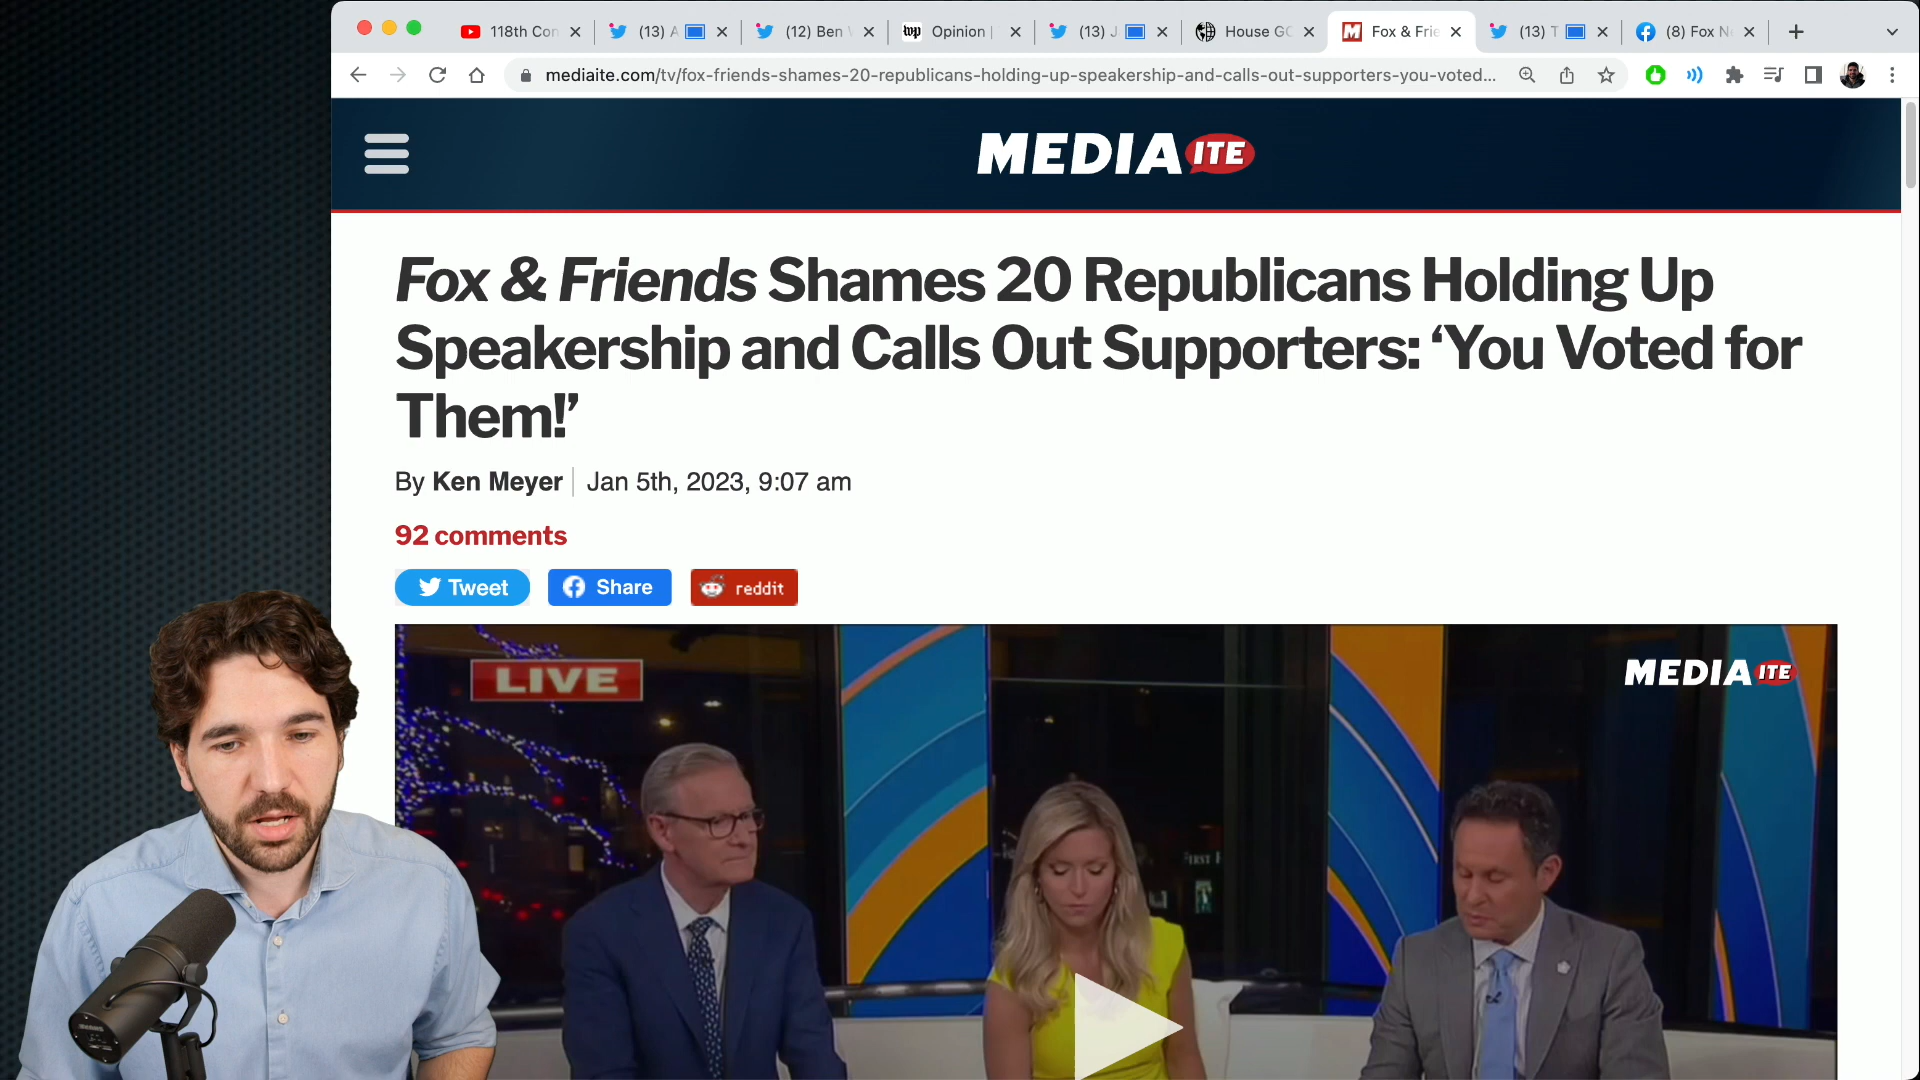 118th Con
(13) A
(12) Ben
Opinion
(13) J
House GO
Fox & Frie
(13) T
(8) Fox N
mediaite.com/tv/fox-friends-shames-20-republicans-holding-up-speakership-and-calls-out-supporters-you-voted...
MEDIAITE
Fox & Friends Shames 20 Republicans Holding Up
Speakership and Calls Out Supporters: ‘You Voted for
Them!’
By Ken Meyer | Jan 5th, 2023, 9:07 am
92 comments
Tweet
Share
reddit
LIVE
MEDIAITE